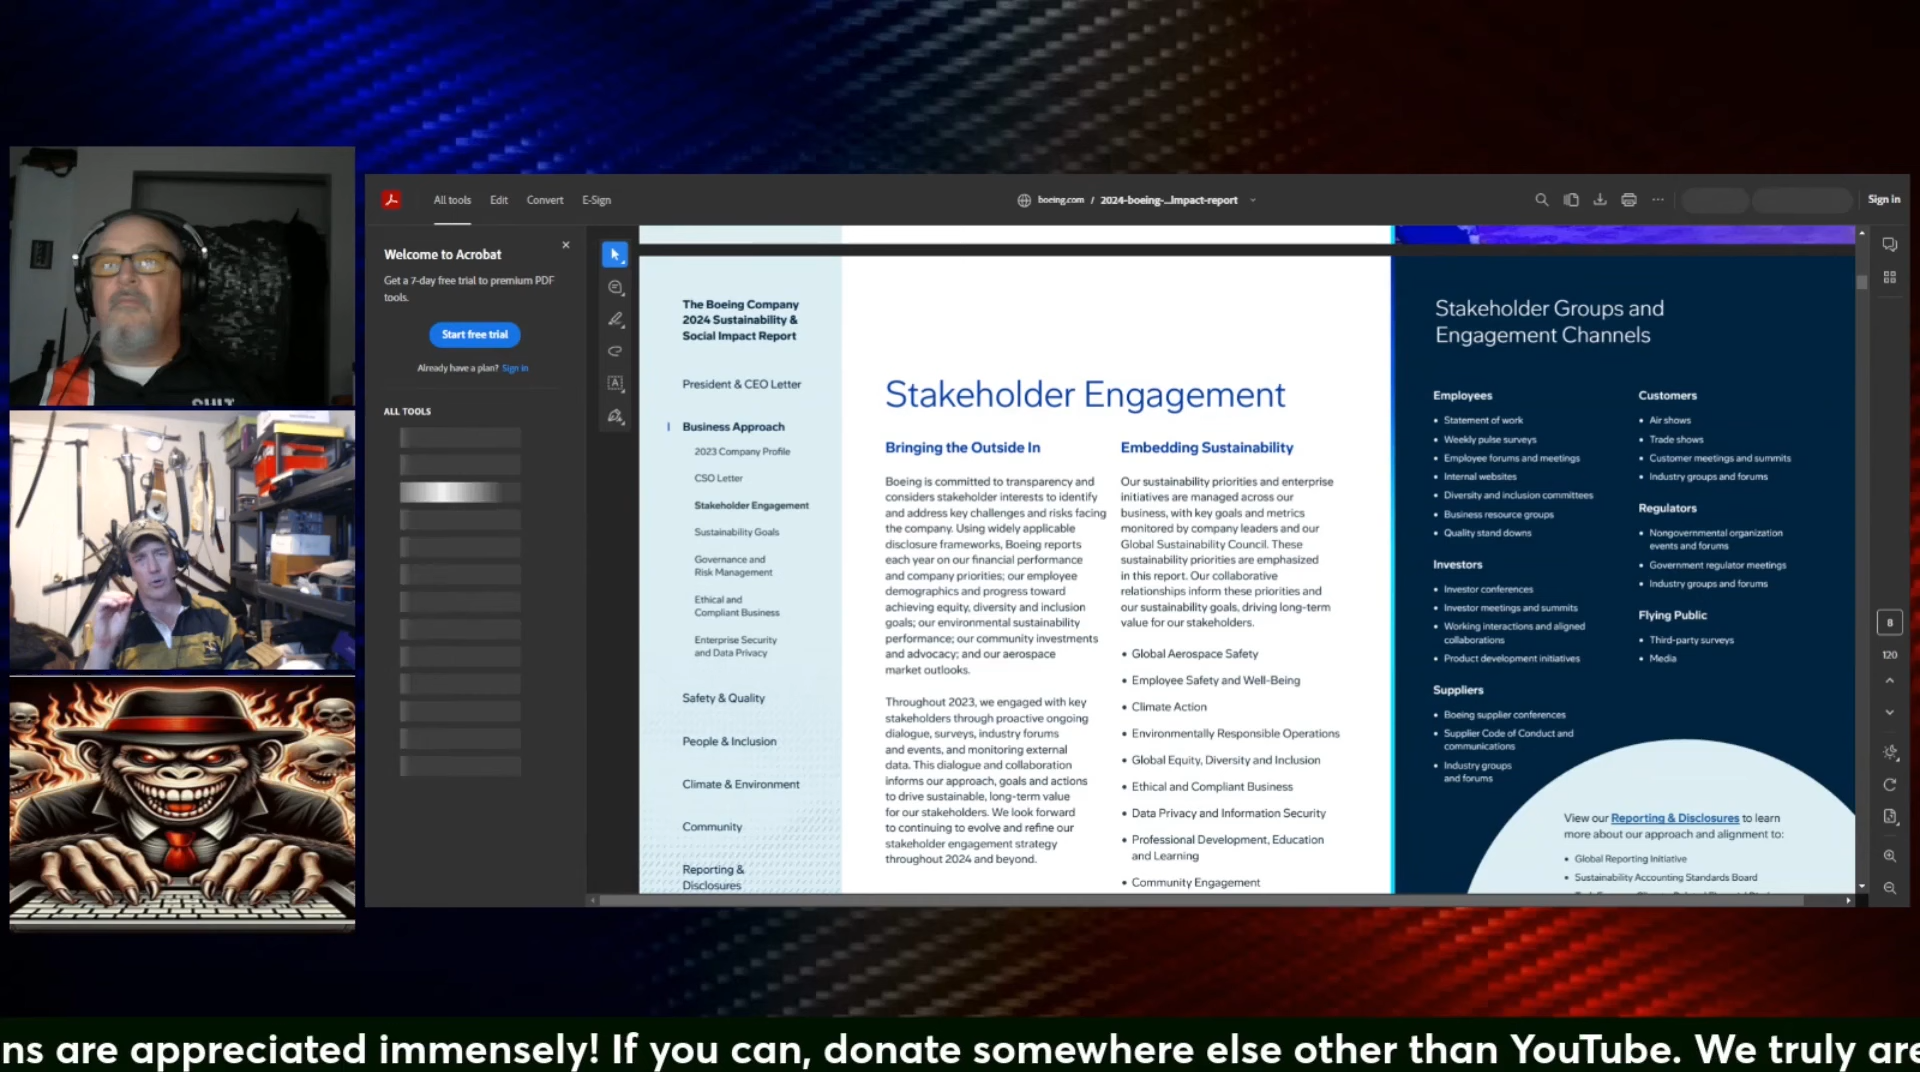 All tools
Edit
Convert
E-Sign
boeing.com / 2024-boeing-...Impact-report
Sign in
Welcome to Acrobat
Get a 7-day free trial to premium PDF
tools.
Start free trial
Already have a plan? Sign in
ALL TOOLS
The Boeing Company
2024 Sustainability &
Social Impact Report
President & CEO Letter
Business Approach
2023 Company Profile
CSO Letter
Stakeholder Engagement
Sustainability Goals
Governance and
Risk Management
Ethical and
Compliant Business
Enterprise Security
and Data Privacy
Safety & Quality
People & Inclusion
Climate & Environment
Community
Reporting &
Disclosures
Stakeholder Engagement
Bringing the Outside In
Boeing is committed to transparency and
considers stakeholder interests to identify
and address key challenges and risks facing
the company. Using widely applicable
disclosure frameworks, Boeing reports
each year on our financial performance
and company priorities; our employee
demographics and progress toward
achieving equity, diversity and inclusion
goals; our environmental sustainability
performance; our community investments
and advocacy; and our aerospace
market outlooks.
Throughout 2023, we engaged with key
stakeholders through proactive ongoing
dialogue, surveys, industry forums
and events, and monitoring external
data. This dialogue and collaboration
informs our approach, goals and actions
to drive sustainable, long-term value
for our stakeholders. We look forward
to continuing to evolve and refine our
stakeholder engagement strategy
throughout 2024 and beyond.
Embedding Sustainability
Our sustainability priorities and enterprise
initiatives are managed across our
business, with key goals and metrics
monitored by company leaders and our
Global Sustainability Council. These
sustainability priorities are emphasized
in this report. Our collaborative
relationships inform these priorities and
our sustainability goals, driving long-term
value for our stakeholders.
• Global Aerospace Safety
• Employee Safety and Well-Being
• Climate Action
• Environmentally Responsible Operations
• Global Equity, Diversity and Inclusion
• Ethical and Compliant Business
• Data Privacy and Information Security
• Professional Development, Education
and Learning
• Community Engagement
Stakeholder Groups and
Engagement Channels
Employees
• Statement of work
• Weekly pulse surveys
• Employee forums and meetings
• Internal websites
• Diversity and inclusion committees
• Business resource groups
• Quality stand downs
Investors
• Investor conferences
• Investor meetings and summits
• Working interactions and aligned
collaborations
• Product development initiatives
Suppliers
• Boeing supplier conferences
• Supplier Code of Conduct and
communications
• Industry groups
and forums
Customers
• Air shows
• Trade shows
• Customer meetings and summits
• Industry groups and forums
Regulators
• Nongovernmental organization
events and forums
• Government regulator meetings
• Industry groups and forums
Flying Public
• Third-party surveys
• Media
View our Reporting & Disclosures to learn
more about our approach and alignment to:
• Global Reporting Initiative
• Sustainability Accounting Standards Board
8
120
ns are appreciated immensely! If you can, donate somewhere else other than YouTube. We truly are